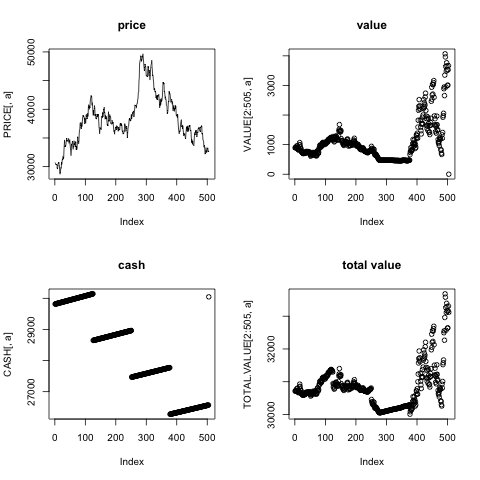 price
PRICE[, a]
30000 40000 50000
0 100 200 300 400 500
Index
value
VALUE[2:505, a]
0 1000 3000
0 100 200 300 400 500
Index
cash
CASH[, a]
27000 29000
0 100 200 300 400 500
Index
total value
TOTAL.VALUE[2:505, a]
30000 32000
0 100 200 300 400 500
Index